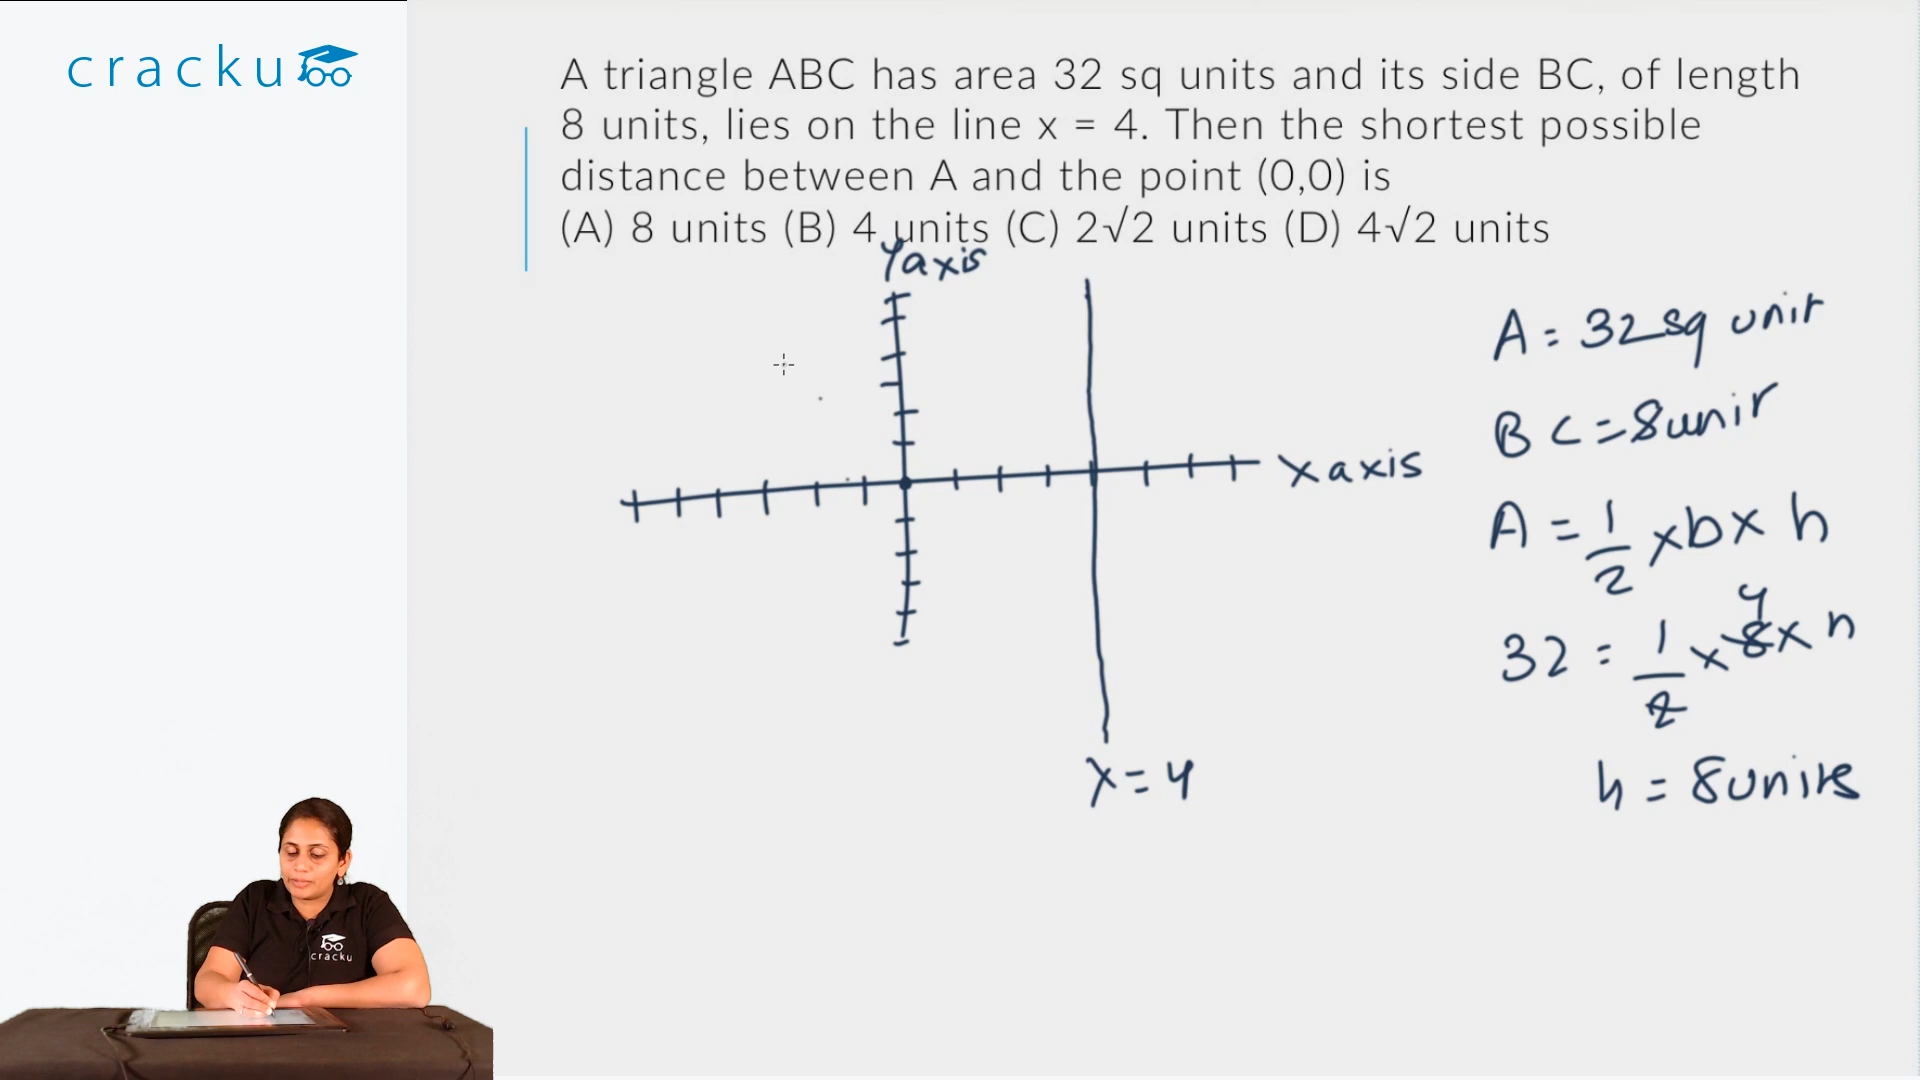 cracku
A triangle ABC has area 32 sq units and its side BC, of length
8 units, lies on the line x = 4. Then the shortest possible
distance between A and the point (0,0) is
(A) 8 units (B) 4 units (C) 2√2 units (D) 4√2 units
Y axis
X axis
x = 4
A = 32 sq unit
BC = 8 unit
A = 1/2 × b × h
4
32 = 1/2 × 8 × h
h = 8 units
cracku